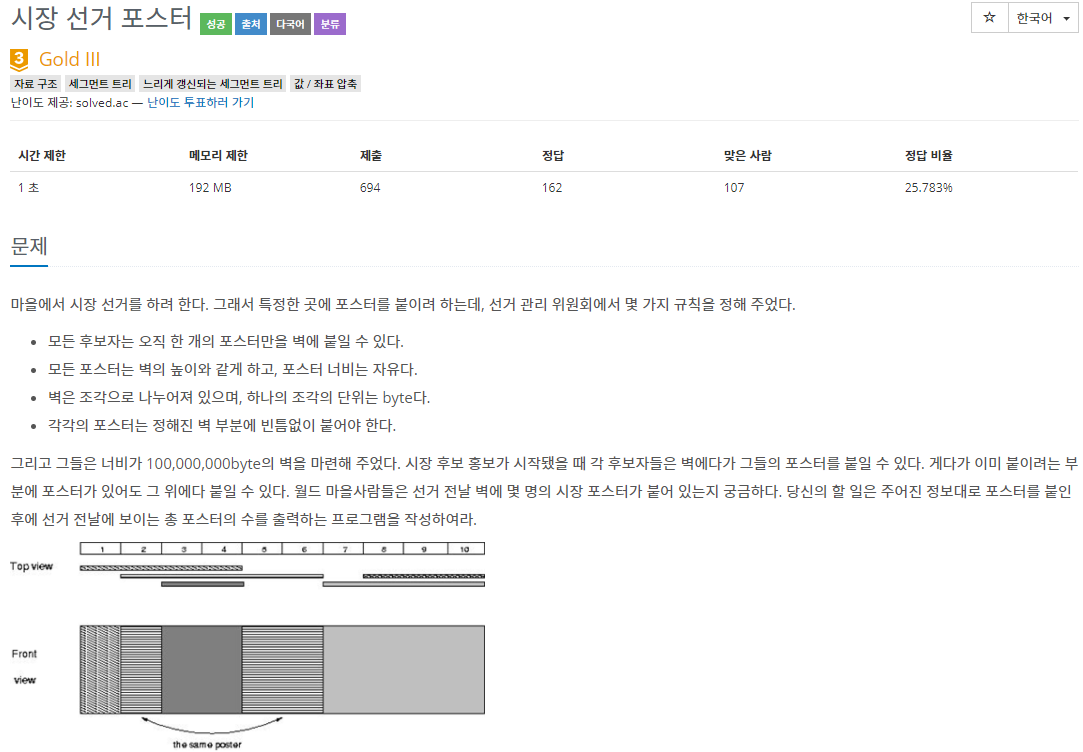 시장 선거 포스터 성공 출처 다국어 분류
☆ 한국어
3 Gold III
자료 구조 세그먼트 트리 느리게 갱신되는 세그먼트 트리 값 / 좌표 압축
난이도 제공: solved.ac — 난이도 투표하러 가기
시간 제한 메모리 제한 제출 정답 맞은 사람 정답 비율
1 초 192 MB 694 162 107 25.783%
문제
마을에서 시장 선거를 하려 한다. 그래서 특정한 곳에 포스터를 붙이려 하는데, 선거 관리 위원회에서 몇 가지 규칙을 정해 주었다.
• 모든 후보자는 오직 한 개의 포스터만을 벽에 붙일 수 있다.
• 모든 포스터는 벽의 높이와 같게 하고, 포스터 너비는 자유다.
• 벽은 조각으로 나누어져 있으며, 하나의 조각의 단위는 byte다.
• 각각의 포스터는 정해진 벽 부분에 빈틈없이 붙어야 한다.
그리고 그들은 너비가 100,000,000byte의 벽을 마련해 주었다. 시장 후보 홍보가 시작됐을 때 각 후보자들은 벽에다가 그들의 포스터를 붙일 수 있다. 게다가 이미 붙이려는 부
분에 포스터가 있어도 그 위에다 붙일 수 있다. 월드 마을사람들은 선거 전날 벽에 몇 명의 시장 포스터가 붙어 있는지 궁금하다. 당신의 할 일은 주어진 정보대로 포스터를 붙인
후에 선거 전날에 보이는 총 포스터의 수를 출력하는 프로그램을 작성하여라.
1 2 3 4 5 6 7 8 9 10
Top view
Front
view
the same poster